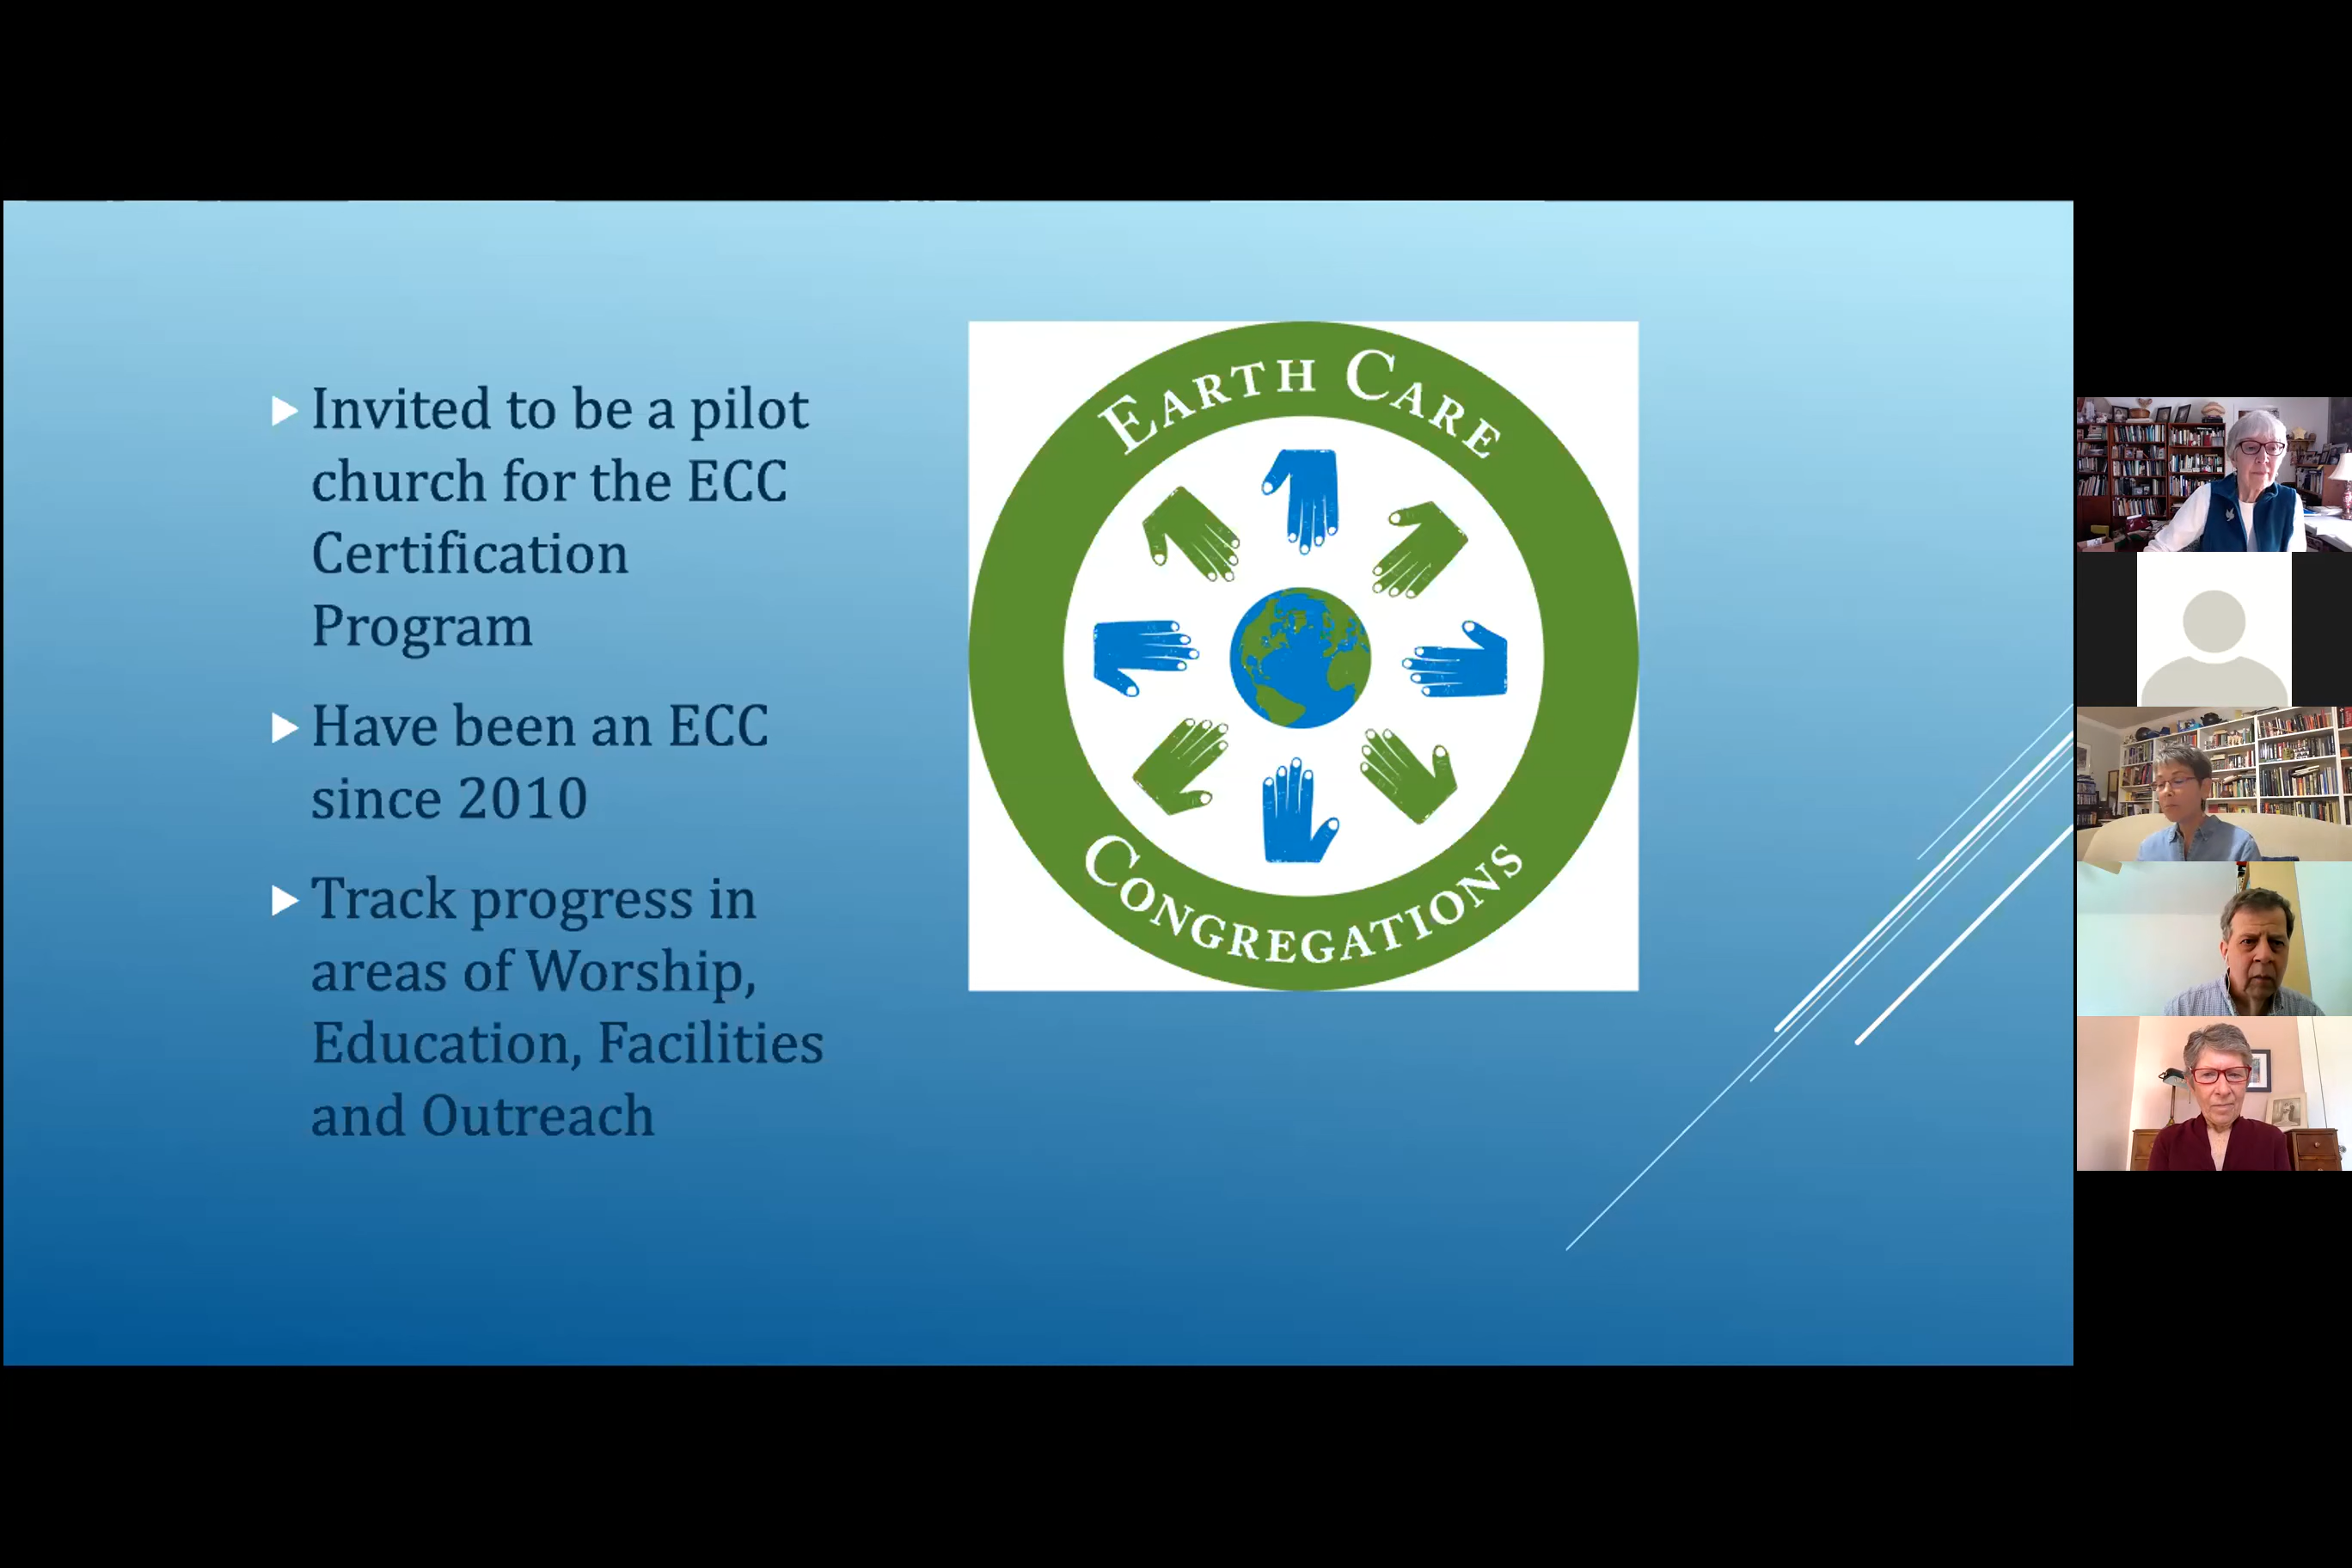 Invited to be a pilot
church for the ECC
Certification
Program
Have been an ECC
since 2010
Track progress in
areas of Worship,
Education, Facilities
and Outreach
EARTH CARE
CONGREGATIONS